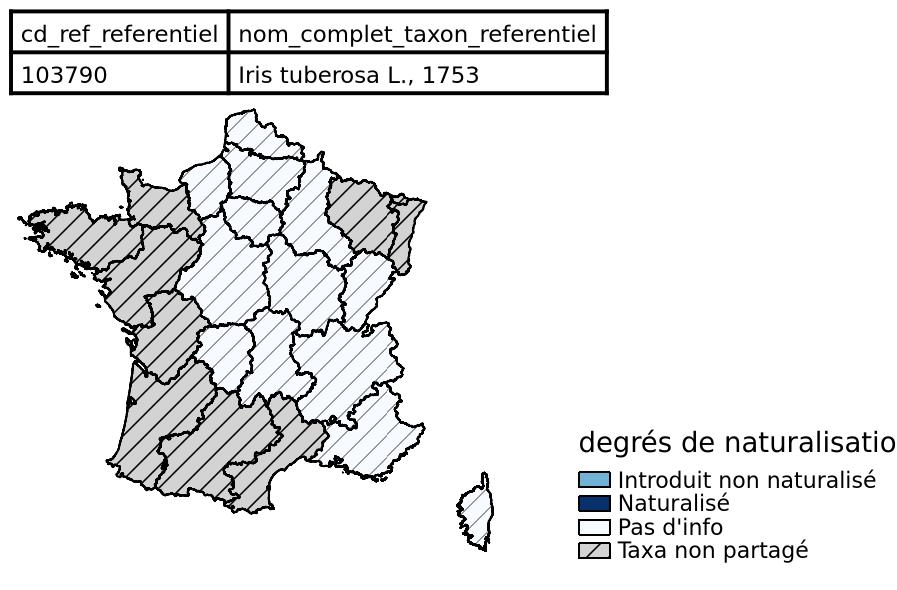 cd_ref_referentiel nom_complet_taxon_referentiel
103790 Iris tuberosa L., 1753
degrés de naturalisatio
Introduit non naturalisé
Naturalisé
Pas d'info
Taxa non partagé